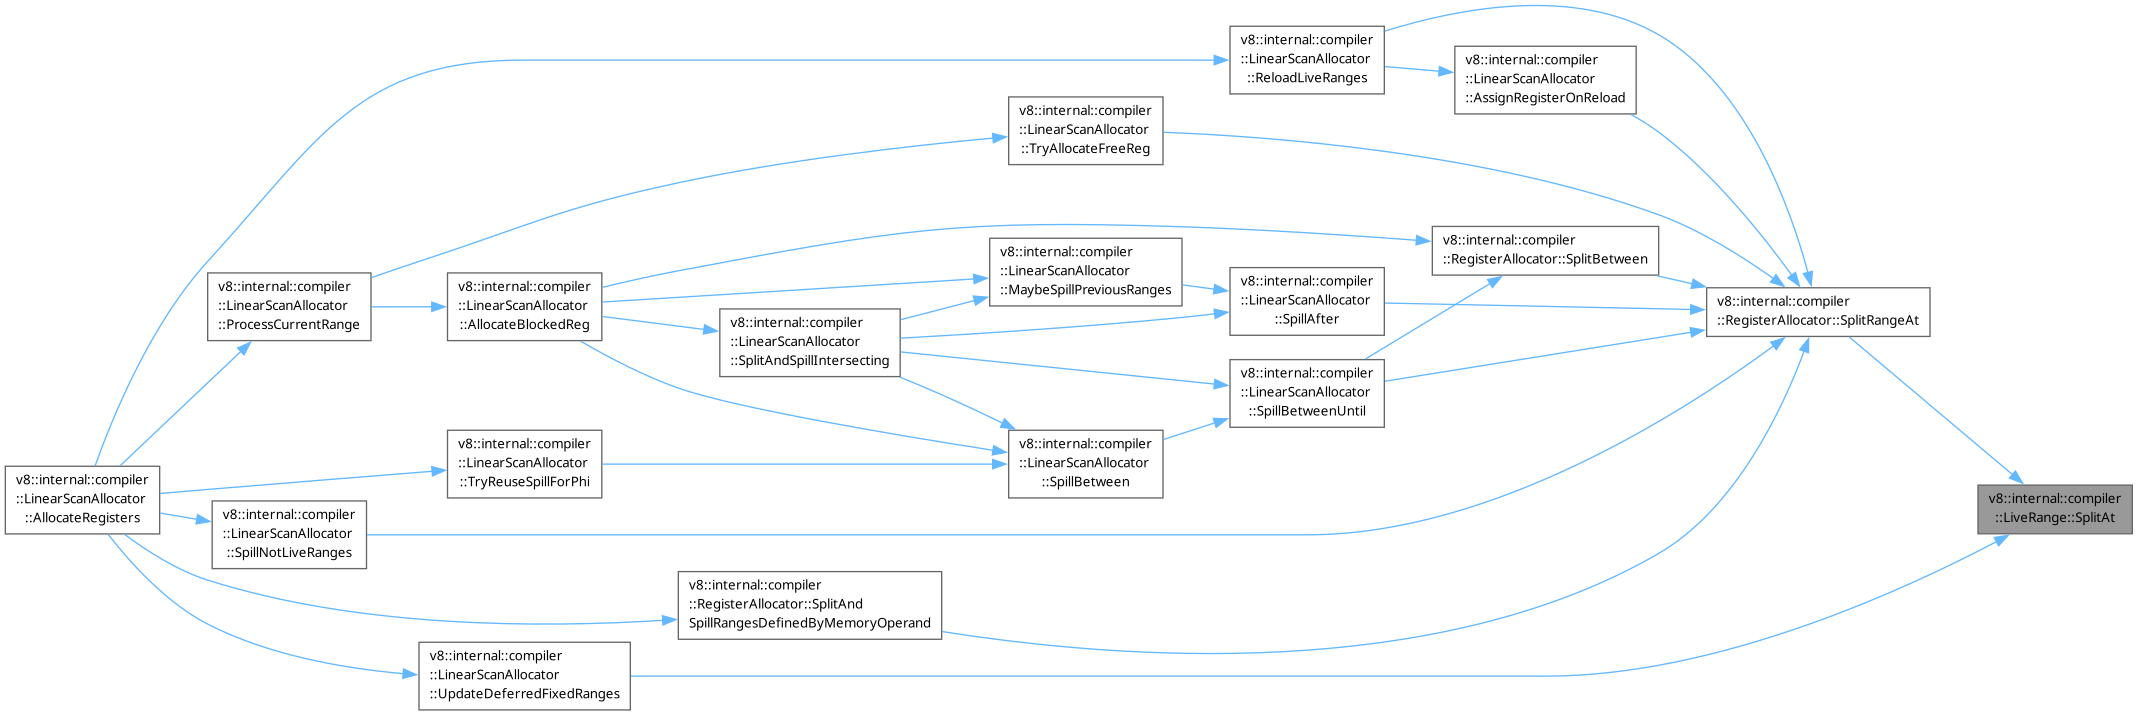 v8::internal::compiler
::LinearScanAllocator
::ReloadLiveRanges
v8::internal::compiler
::LinearScanAllocator
::AssignRegisterOnReload
v8::internal::compiler
::LinearScanAllocator
::TryAllocateFreeReg
v8::internal::compiler
::RegisterAllocator::SplitBetween
v8::internal::compiler
::LinearScanAllocator
::MaybeSpillPreviousRanges
v8::internal::compiler
::LinearScanAllocator
::SpillAfter
v8::internal::compiler
::LinearScanAllocator
::ProcessCurrentRange
v8::internal::compiler
::LinearScanAllocator
::AllocateBlockedReg
v8::internal::compiler
::RegisterAllocator::SplitRangeAt
v8::internal::compiler
::LinearScanAllocator
::SplitAndSpillIntersecting
v8::internal::compiler
::LinearScanAllocator
::SpillBetweenUntil
v8::internal::compiler
::LinearScanAllocator
::TryReuseSpillForPhi
v8::internal::compiler
::LinearScanAllocator
::SpillBetween
v8::internal::compiler
::LinearScanAllocator
::AllocateRegisters
v8::internal::compiler
::LiveRange::SplitAt
v8::internal::compiler
::LinearScanAllocator
::SpillNotLiveRanges
v8::internal::compiler
::RegisterAllocator::SplitAnd
SpillRangesDefinedByMemoryOperand
v8::internal::compiler
::LinearScanAllocator
::UpdateDeferredFixedRanges